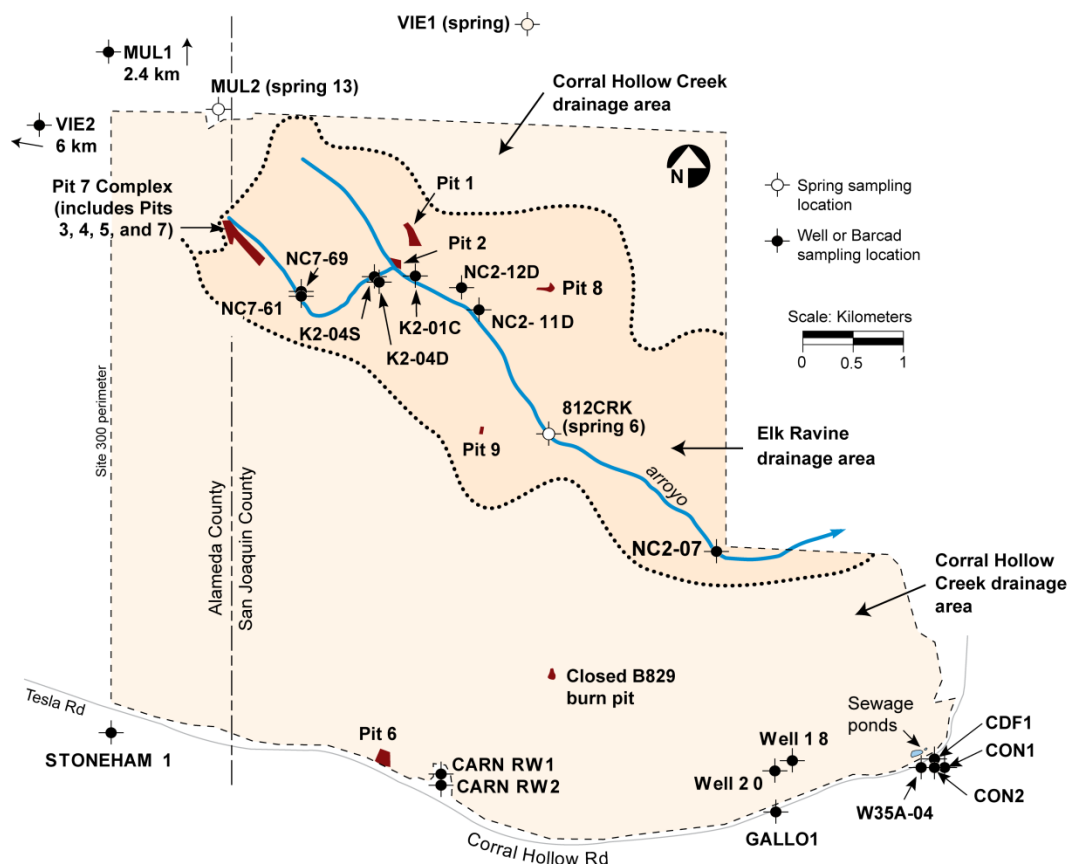 VIE1 (spring)
MUL1
2.4 km
MUL2 (spring 13)
Corral Hollow Creek
drainage area
VIE2
6 km
N
Spring sampling
location
Well or Barcad
sampling location
Pit 7 Complex
(includes Pits
3, 4, 5, and 7)
Pit 1
Pit 2
NC7-69
NC2-12D
Pit 8
NC7-61
NC2- 11D
K2-04S
K2-01C
K2-04D
Scale: Kilometers
0 0.5 1
812CRK
(spring 6)
Pit 9
Elk Ravine
drainage area
Site 300 perimeter
arroyo
Alameda County
San Joaquin County
NC2-07
Corral Hollow
Creek drainage
area
Closed B829
burn pit
Tesla Rd
Sewage
ponds
STONEHAM 1
Pit 6
CARN RW1
CARN RW2
Well 18
Well 20
CDF1
CON1
CON2
W35A-04
GALLO1
Corral Hollow Rd